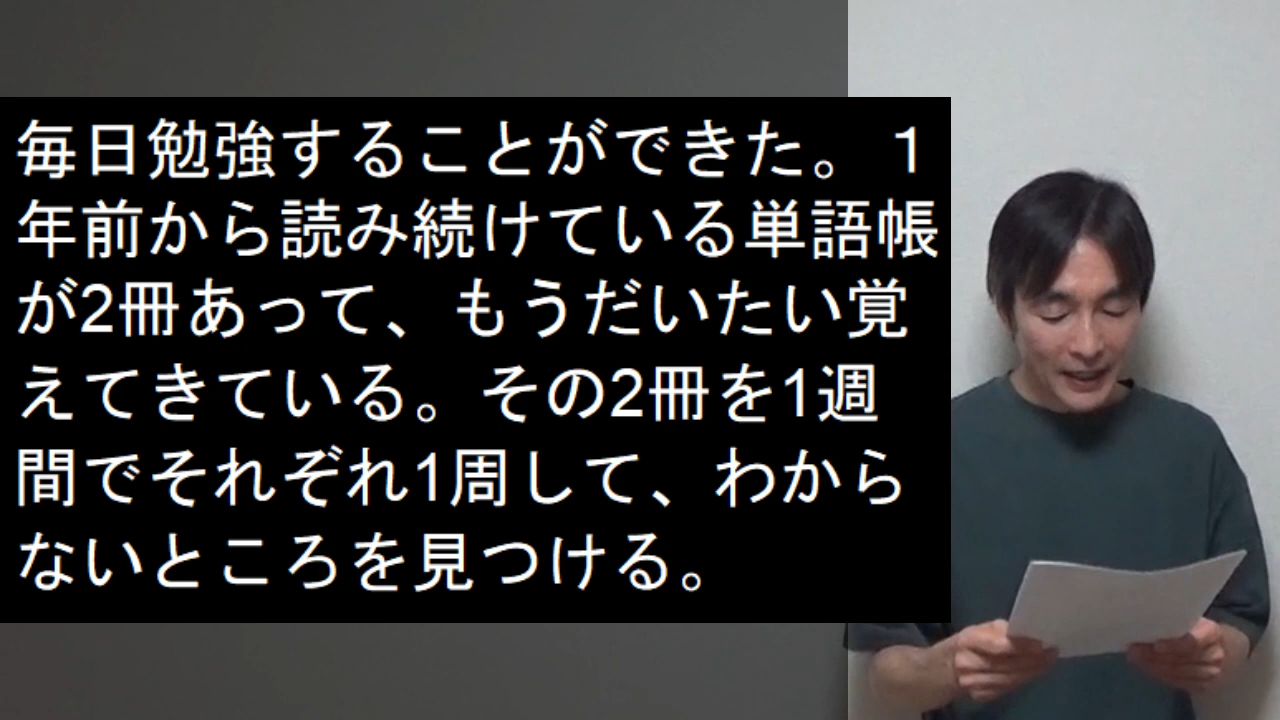 毎日勉強することができた。 1
年前から読み続けている単語帳
が2冊あって、もうだいたい覚
えてきている。その2冊を1週
間でそれぞれ1周して、わから
ないところを見つける。